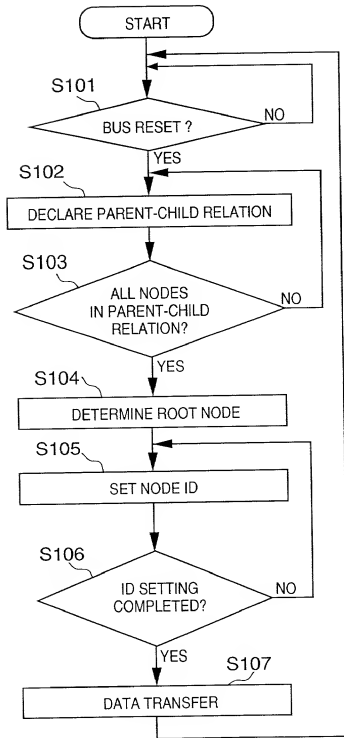 START
S101
BUS RESET ?
NO
YES
S102
DECLARE PARENT-CHILD RELATION
S103
ALL NODES
IN PARENT-CHILD
RELATION?
NO
YES
S104
DETERMINE ROOT NODE
S105
SET NODE ID
S106
ID SETTING
COMPLETED?
NO
YES
S107
DATA TRANSFER